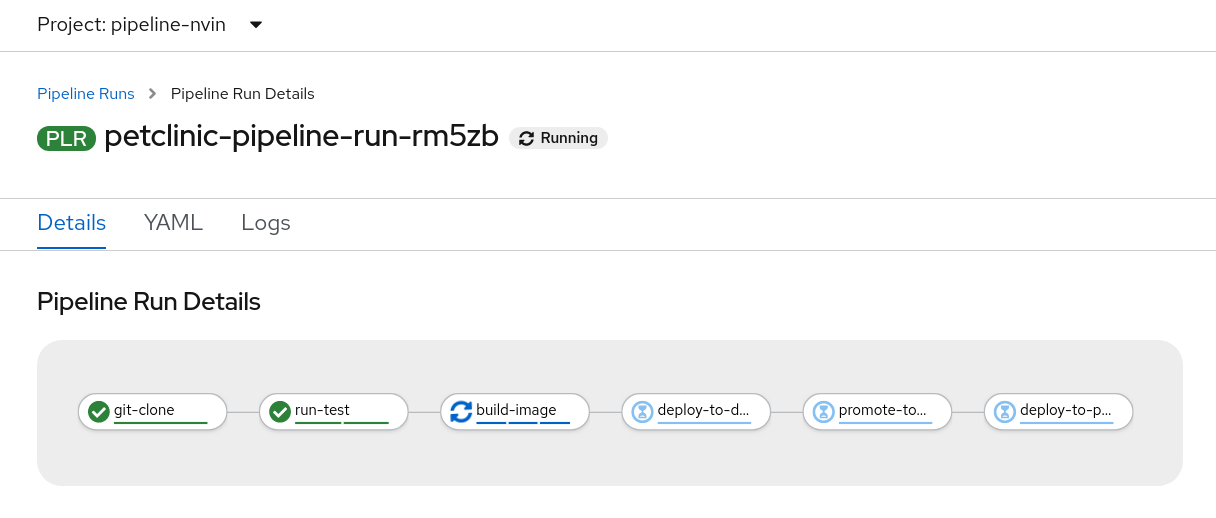 Project: pipeline-nvin
Pipeline Runs Pipeline Run Details
PLR petclinic-pipeline-run-rm5zb Running
Details YAML Logs
Pipeline Run Details
git-clone run-test build-image deploy-to-d... promote-to... deploy-to-p...